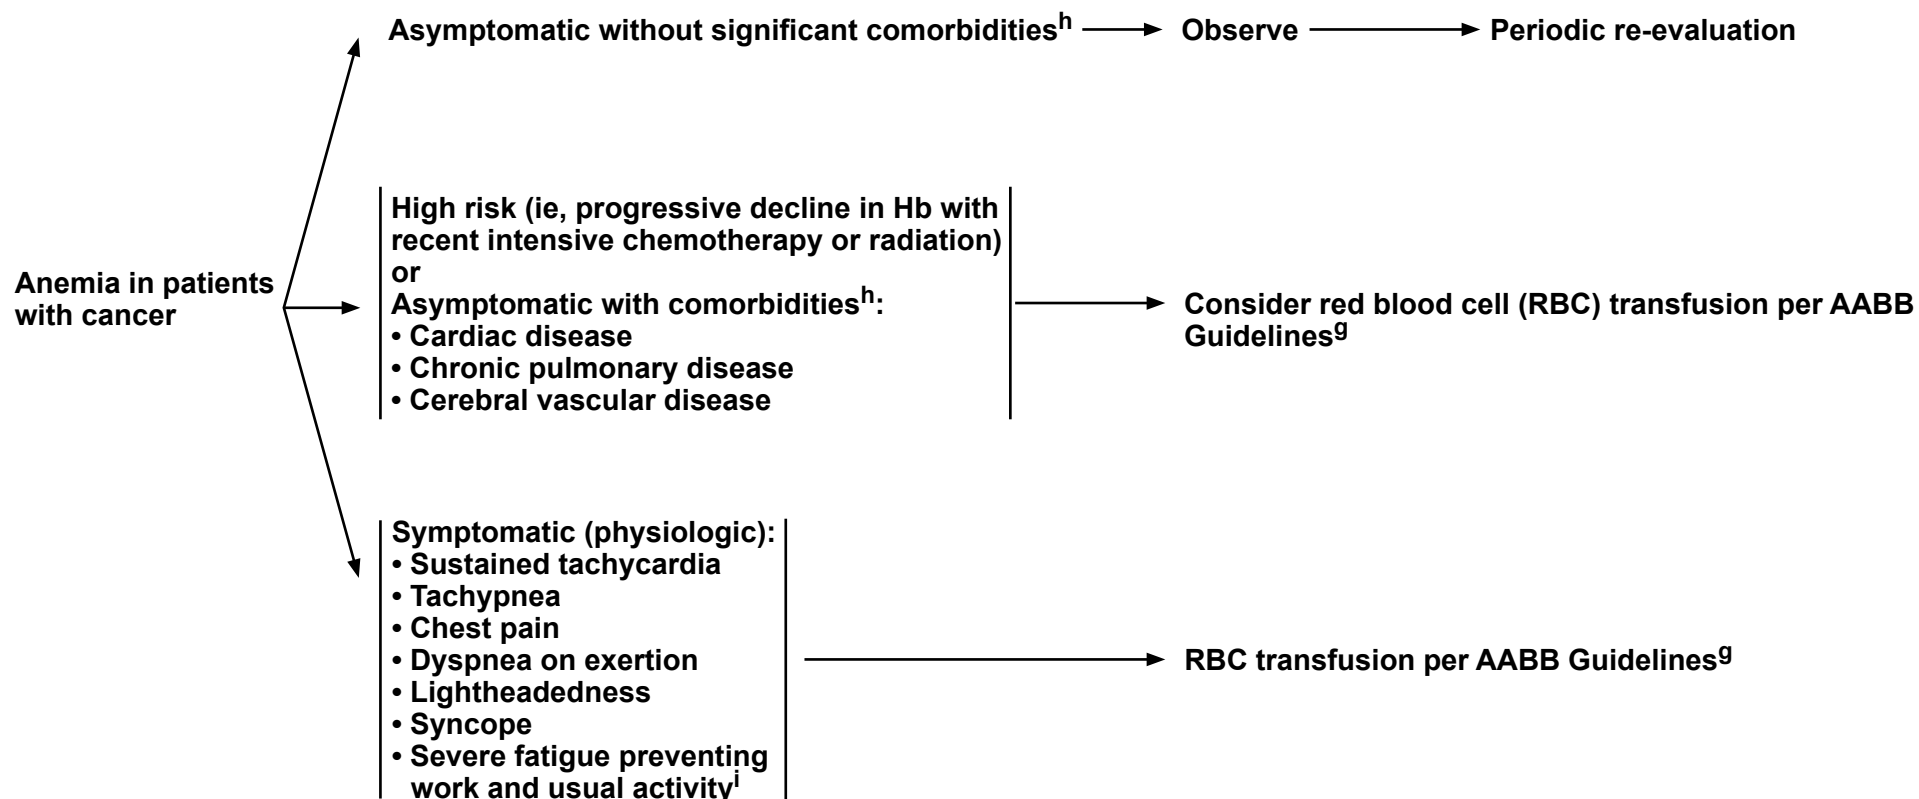 Asymptomatic without significant comorbiditiesh
Observe
Periodic re-evaluation
Anemia in patients
with cancer
High risk (ie, progressive decline in Hb with
recent intensive chemotherapy or radiation)
or
Asymptomatic with comorbiditiesh:
• Cardiac disease
• Chronic pulmonary disease
• Cerebral vascular disease
Consider red blood cell (RBC) transfusion per AABB
Guidelinesg
Symptomatic (physiologic):
• Sustained tachycardia
• Tachypnea
• Chest pain
• Dyspnea on exertion
• Lightheadedness
• Syncope
• Severe fatigue preventing
work and usual activityi
RBC transfusion per AABB Guidelinesg